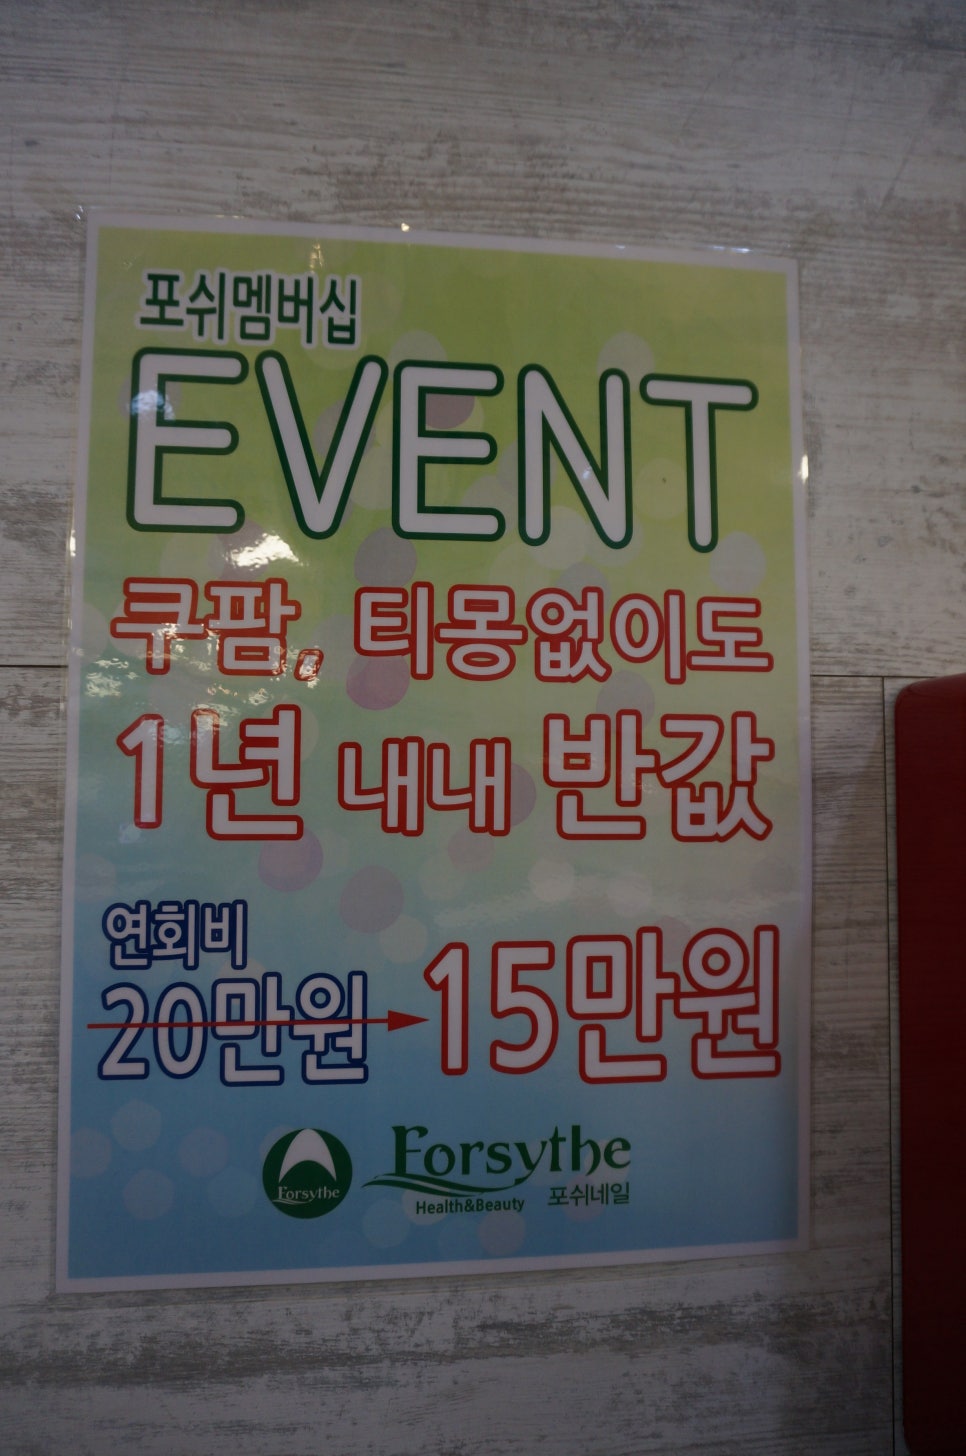 포쉬멤버십
EVENT
쿠팜, 티몽없이도
1년 내내 반값
연회비
20만원 15만원
Forsythe
Forsythe
Health&Beauty 포쉬네일